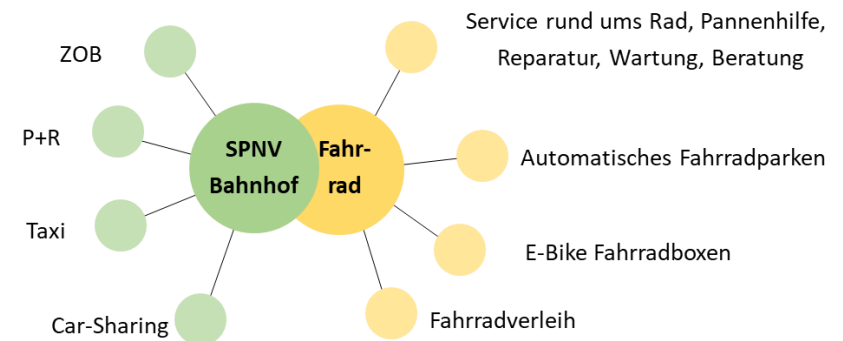 Service rund ums Rad, Pannenhilfe,
Reparatur, Wartung, Beratung
ZOB
P+R
SPNV
Bahnhof
Fahr-
rad
Automatisches Fahrradparken
Taxi
E-Bike Fahrradboxen
Car-Sharing
Fahrradverleih